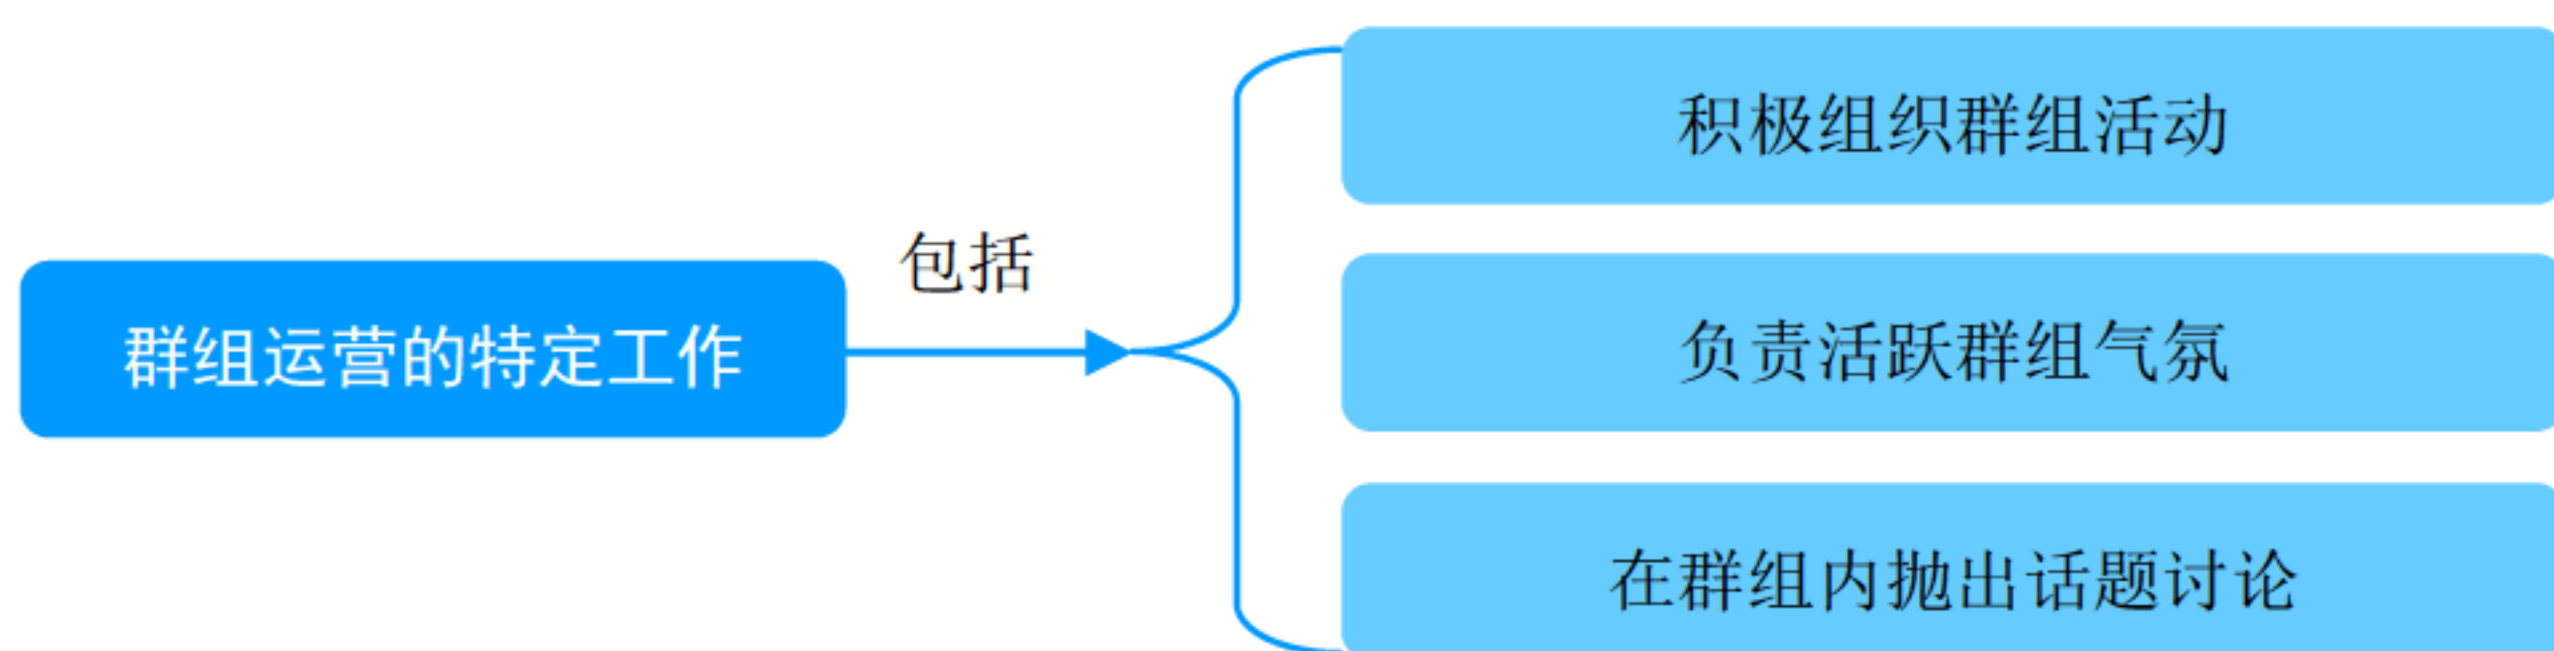 群组运营的特定工作
包括
积极组织群组活动
负责活跃群组气氛
在群组内抛出话题讨论